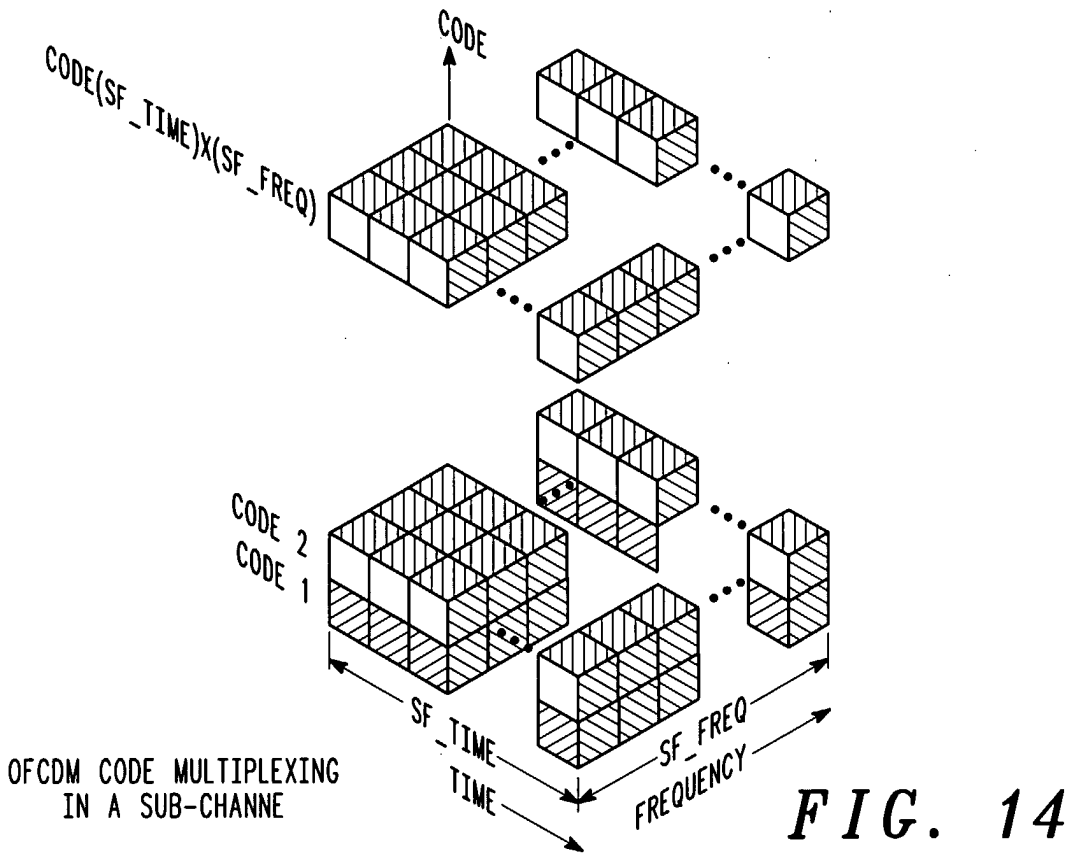 CODE
CODE(SF_TIME)X(SF_FREQ)
CODE 2
CODE 1
SF_TIME
TIME
SF_FREQ
FREQUENCY
OFCDM CODE MULTIPLEXING
IN A SUB-CHANNE
FIG. 14